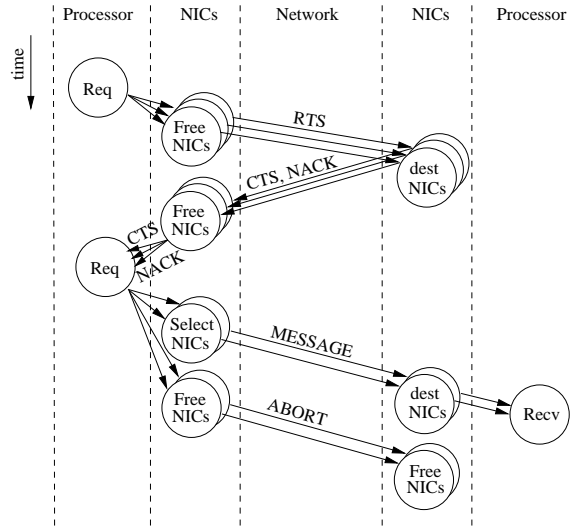 Processor NICs Network NICs Processor
time
Req
Free
NICs
RTS
dest
NICs
CTS, NACK
Free
NICs
CTS
NACK
Req
Select
NICs
MESSAGE
dest
NICs
Recv
Free
NICs
ABORT
Free
NICs